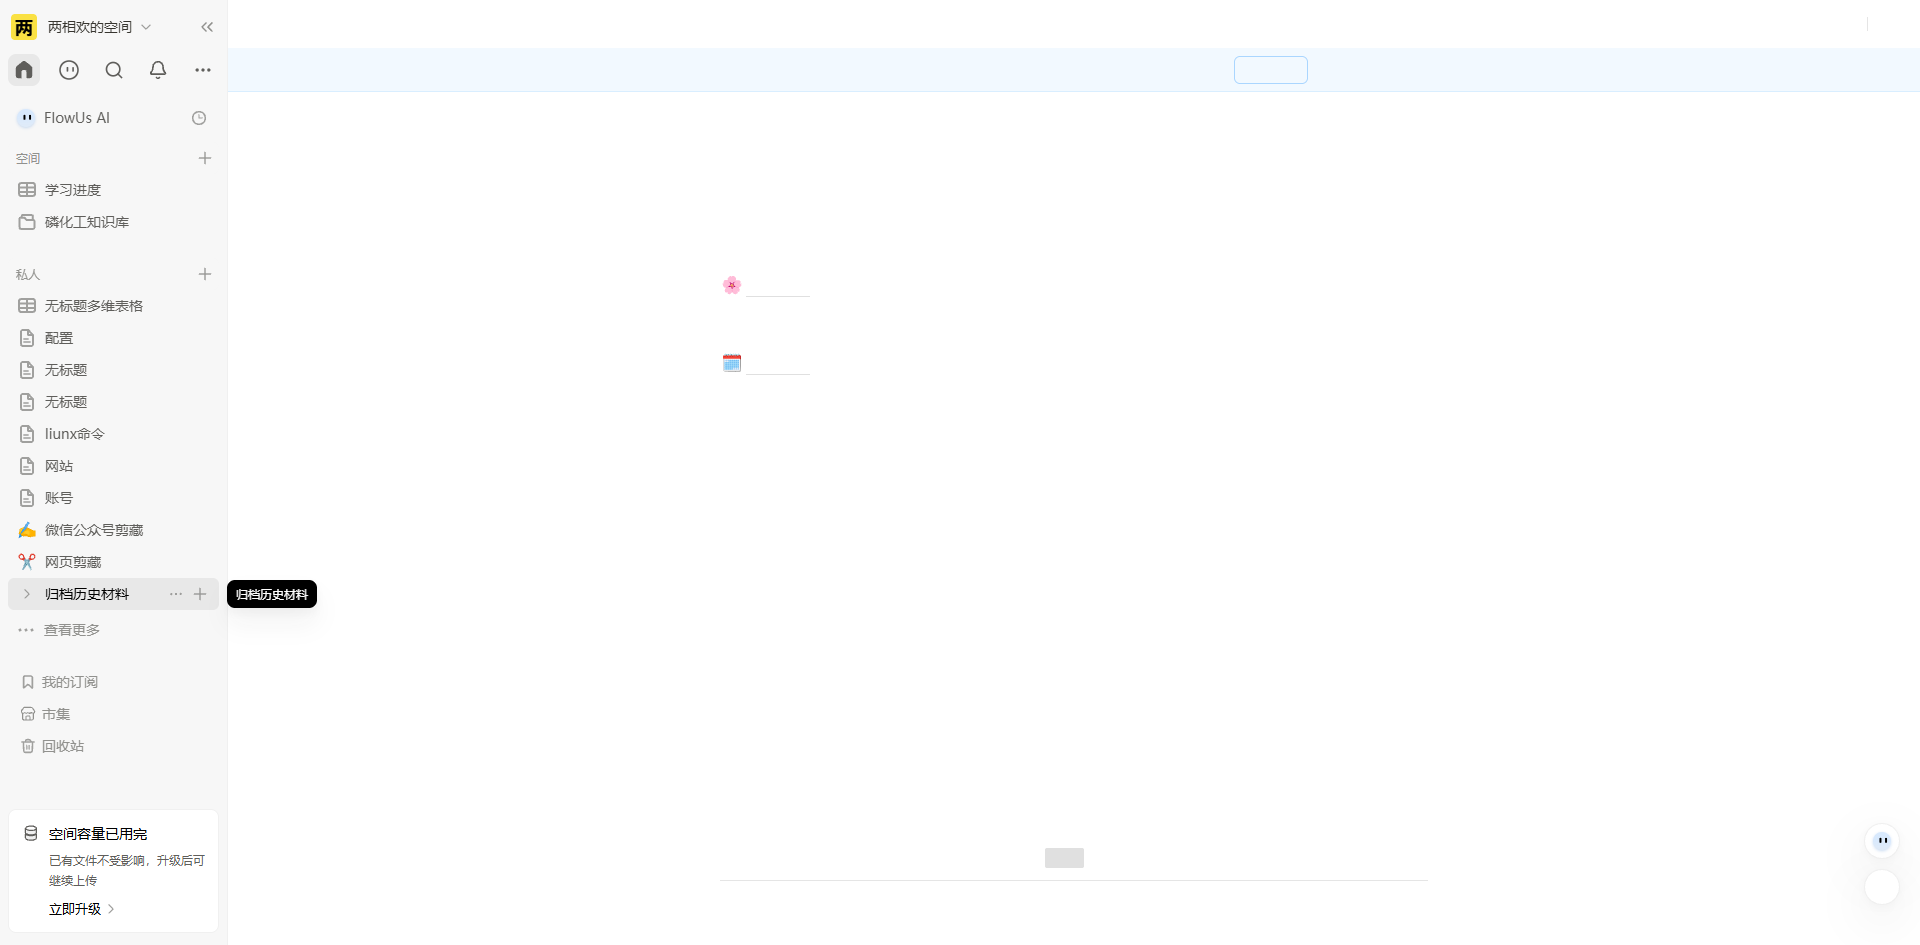 两 两相欢的空间
FlowUs AI
空间
学习进度
磷化工知识库
私人
无标题多维表格
配置
无标题
无标题
liunx命令
网站
账号
微信公众号剪藏
网页剪藏
归档历史材料
归档历史材料
查看更多
我的订阅
市集
回收站
空间容量已用完
已有文件不受影响，升级后可
继续上传
立即升级